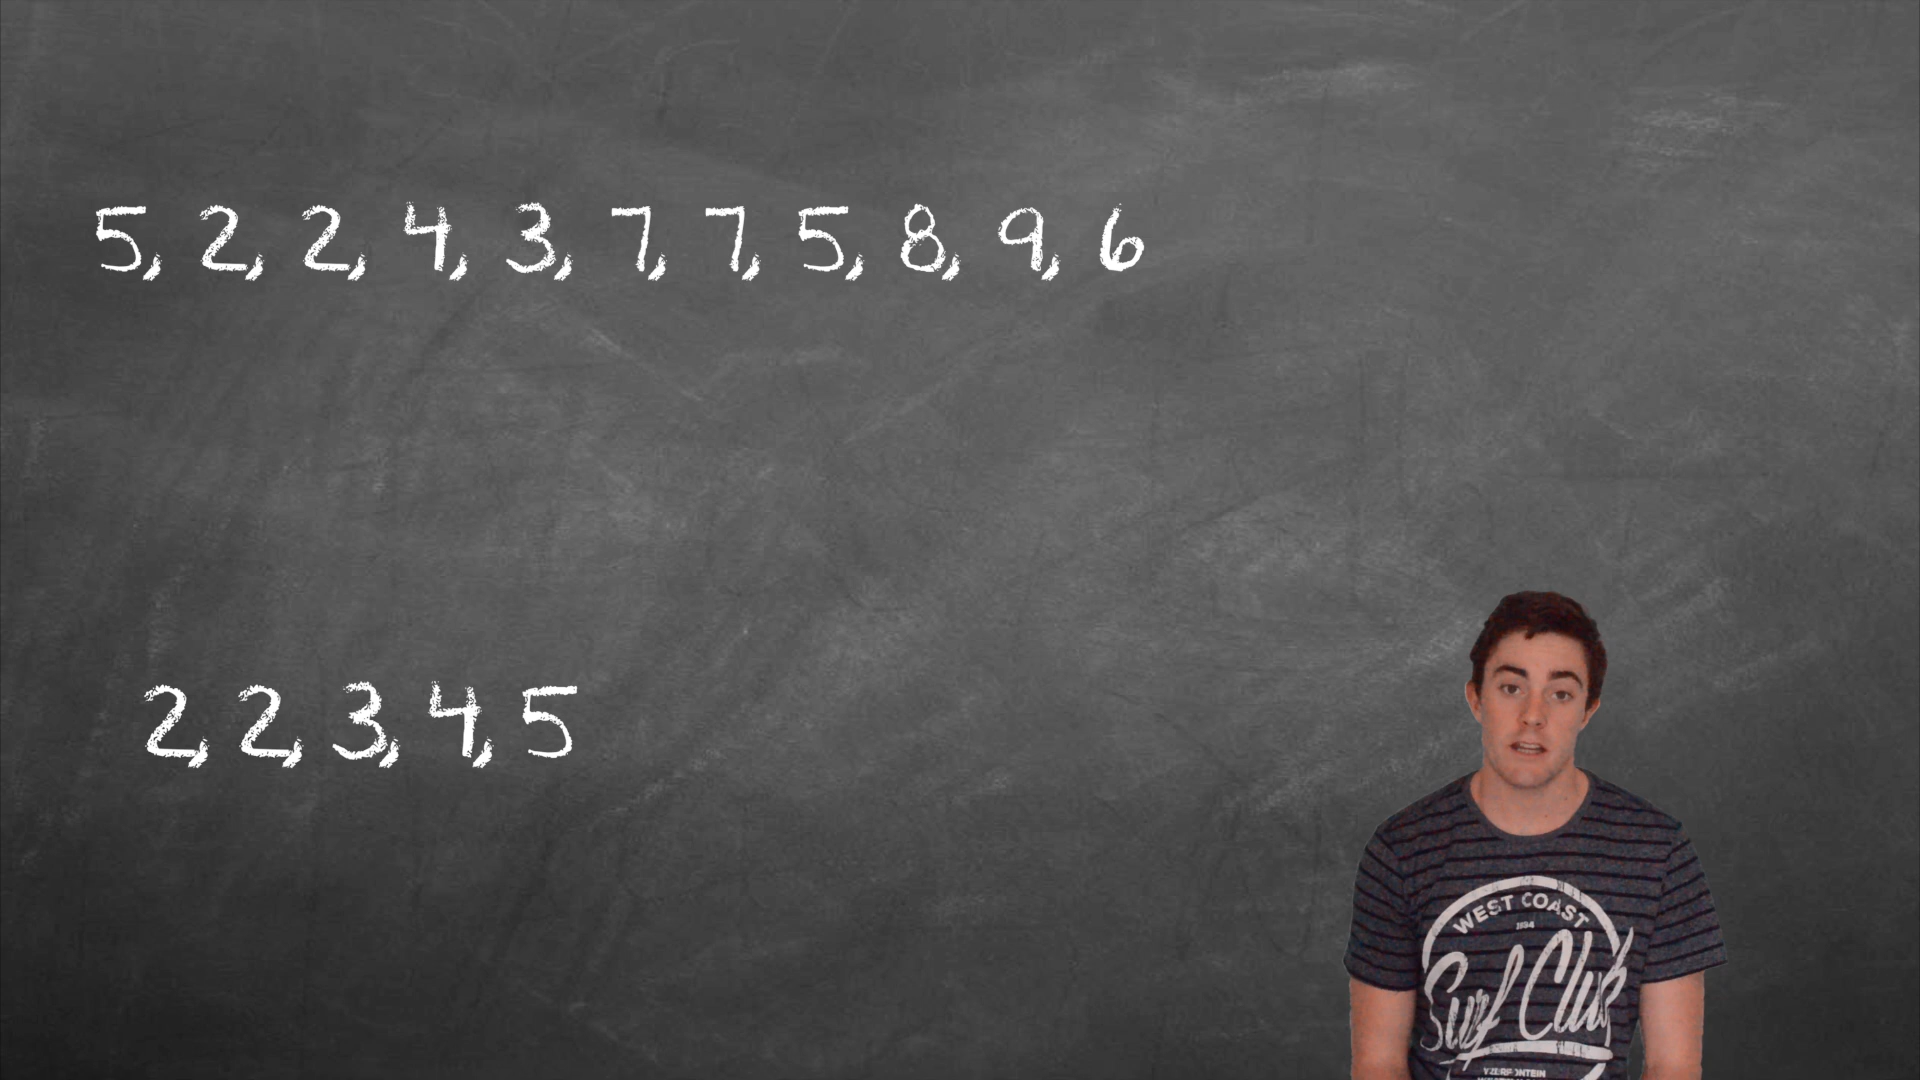 5, 2, 2, 4, 3, 7, 7, 5, 8, 9, 6
2, 2, 3, 4, 5
WEST COAST
Surf Club